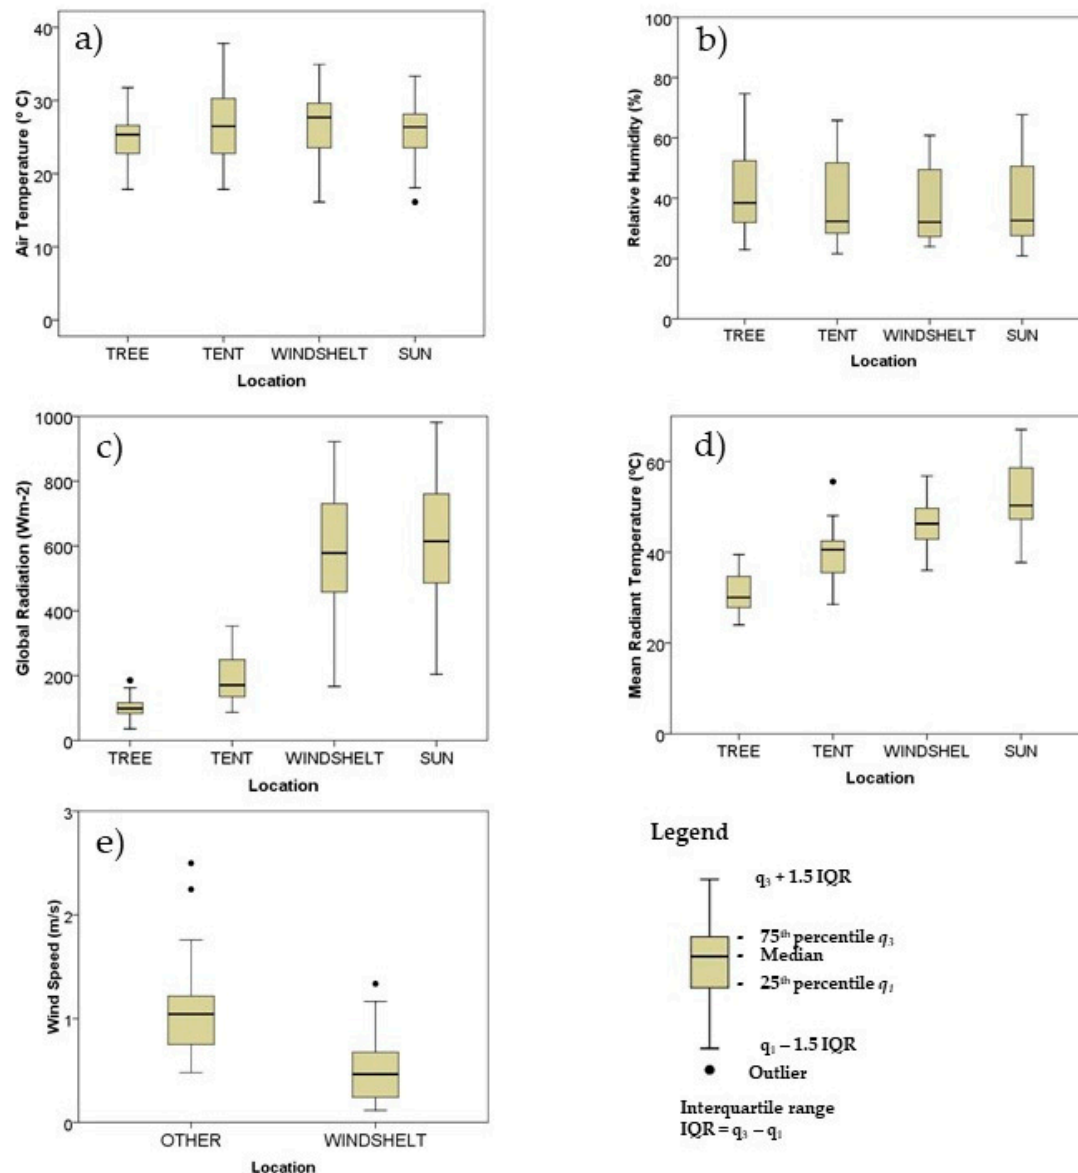 a)
Air Temperature (º C)
40
30
20
10
0
TREE TENT WINDSHELT SUN
Location
b)
Relative Humidity (%)
100
80
60
40
20
0
TREE TENT WINDSHELT SUN
Location
c)
Global Radiation (Wm-2)
1000
800
600
400
200
0
TREE TENT WINDSHELT SUN
Location
d)
Mean Radiant Temperature (ºC)
60
40
20
0
TREE TENT WINDSHEL SUN
Location
e)
Wind Speed (m/s)
3
2
1
0
OTHER WINDSHELT
Location
Legend
q3 + 1.5 IQR
75th percentile q3
Median
25th percentile q1
q1 – 1.5 IQR
Outlier
Interquartile range
IQR = q3 – q1